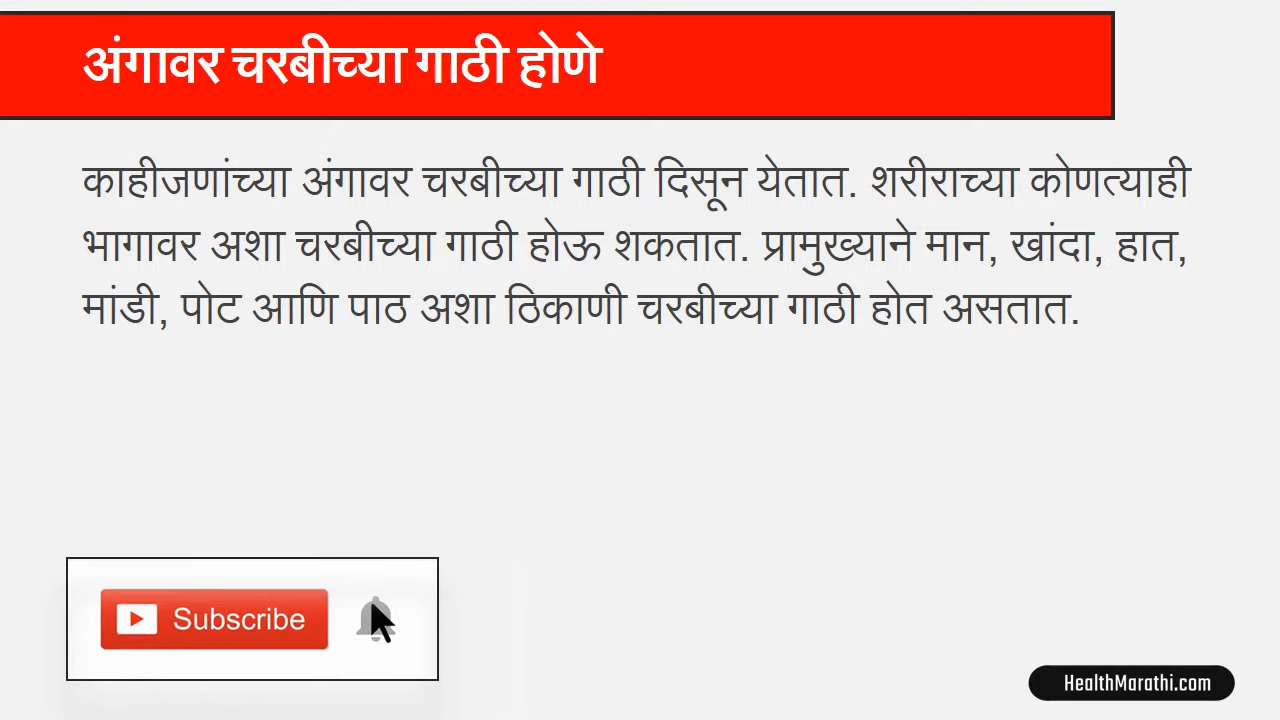 अंगावर चरबीच्या गाठी होणे
काहीजणांच्या अंगावर चरबीच्या गाठी दिसून येतात. शरीराच्या कोणत्याही
भागावर अशा चरबीच्या गाठी होऊ शकतात. प्रामुख्याने मान, खांदा, हात,
मांडी, पोट आणि पाठ अशा ठिकाणी चरबीच्या गाठी होत असतात.
Subscribe
HealthMarathi.com